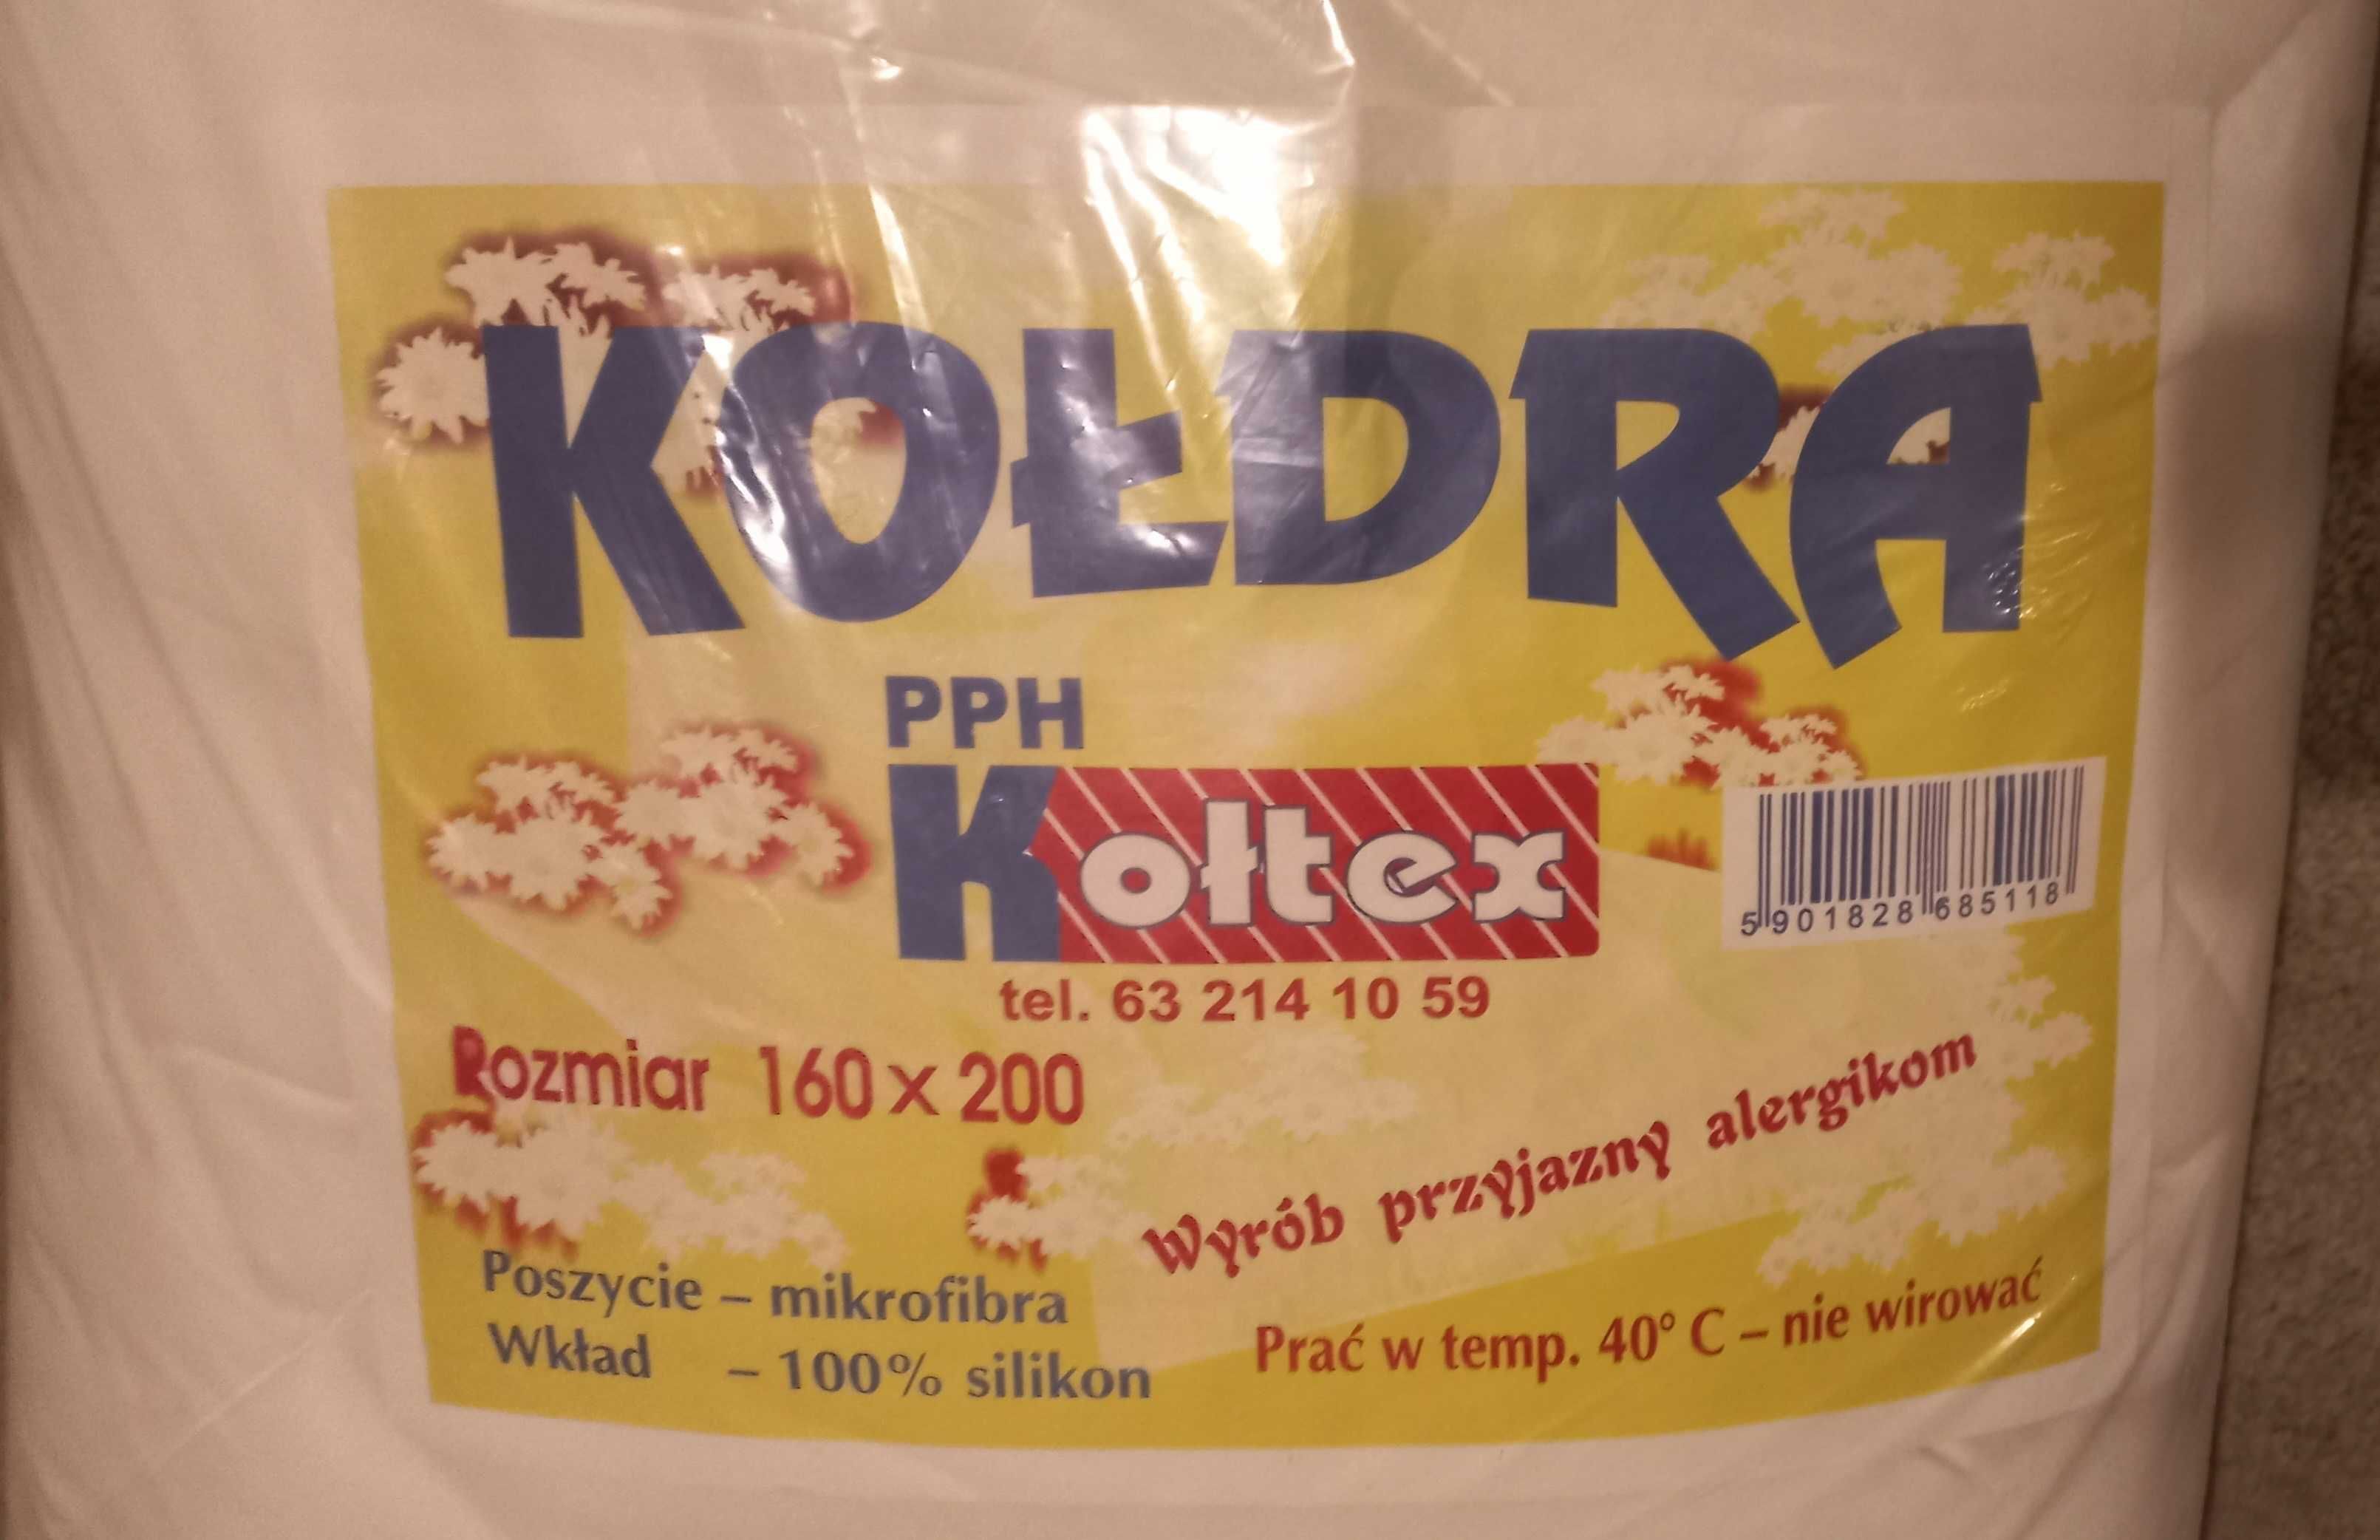 KOŁDRA
PPH
Kołtex
tel. 63 214 10 59
5 901828 685118
Rozmiar 160 x 200
Wyrób przyjazny alergikom
Poszycie – mikrofibra
Wkład – 100% silikon
Prać w temp. 40° C – nie wirować